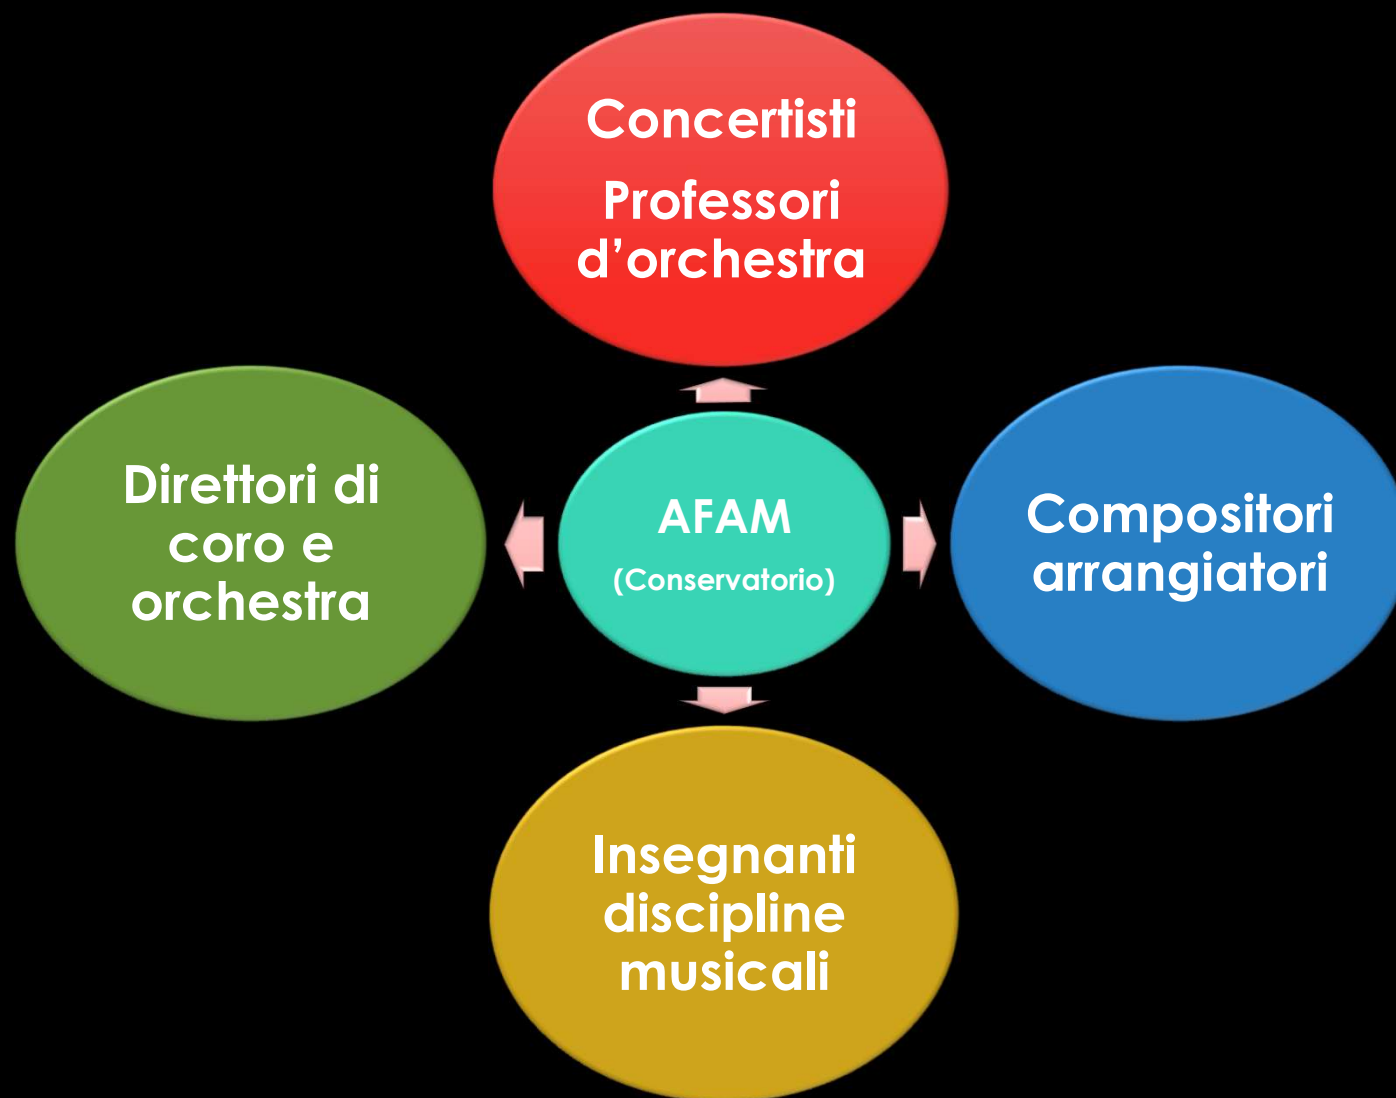 Concertisti
Professori
d’orchestra
Direttori di
coro e
orchestra
AFAM
(Conservatorio)
Compositori
arrangiatori
Insegnanti
discipline
musicali